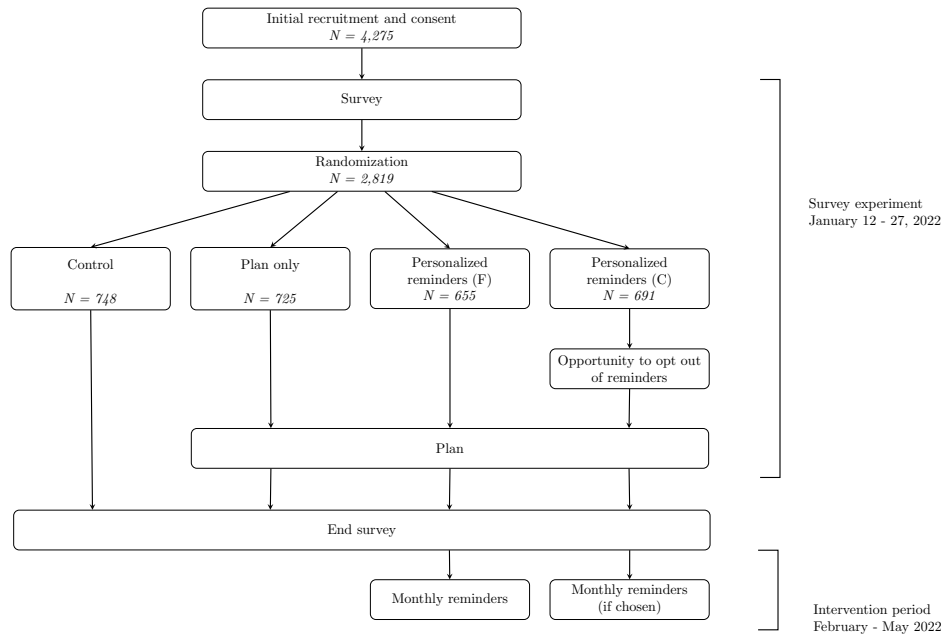 Initial recruitment and consent
N = 4,275
Survey
Randomization
N = 2,819
Survey experiment
January 12 - 27, 2022
Control
N = 748
Plan only
N = 725
Personalized
reminders (F)
N = 655
Personalized
reminders (C)
N = 691
Opportunity to opt out
of reminders
Plan
End survey
Monthly reminders
Monthly reminders
(if chosen)
Intervention period
February - May 2022